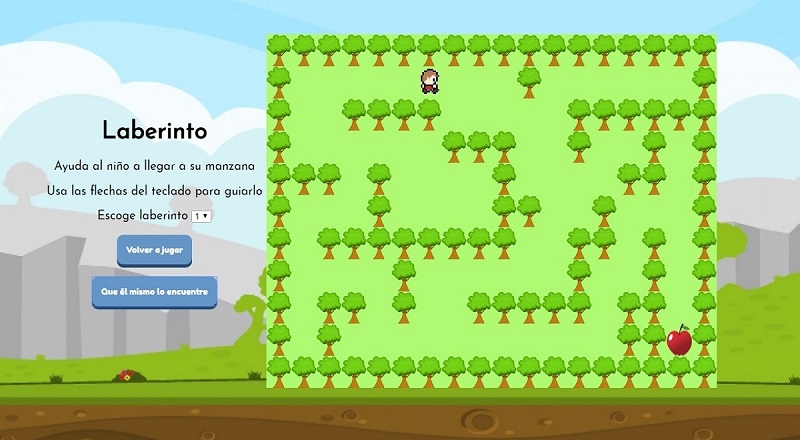 Laberinto
Ayuda al niño a llegar a su manzana
Usa las flechas del teclado para guiarlo
Escoge laberinto 1
Volver a jugar
Que él mismo lo encuentre